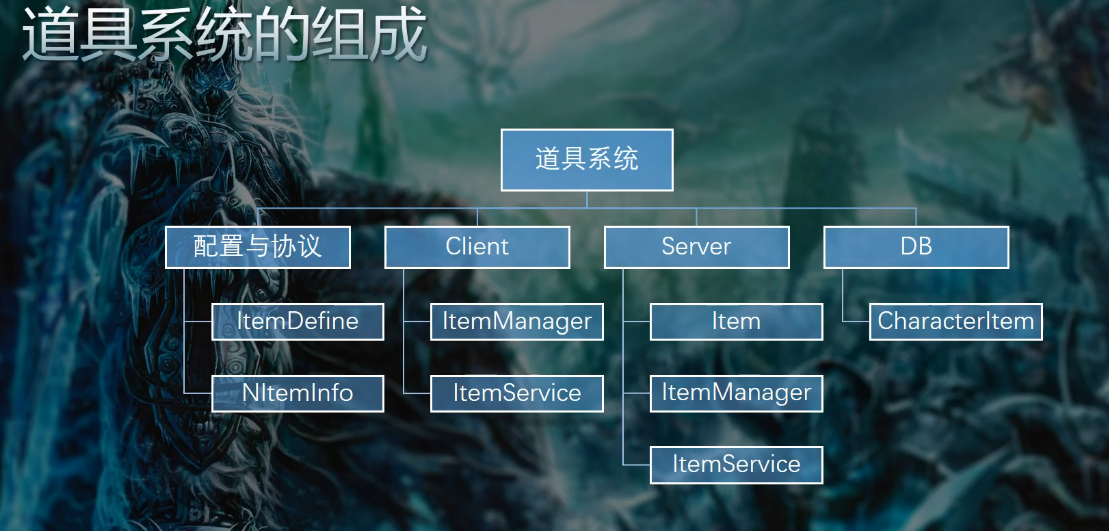 道具系统的组成
道具系统
配置与协议
Client
Server
DB
ItemDefine
ItemManager
Item
CharacterItem
NItemInfo
ItemService
ItemManager
ItemService